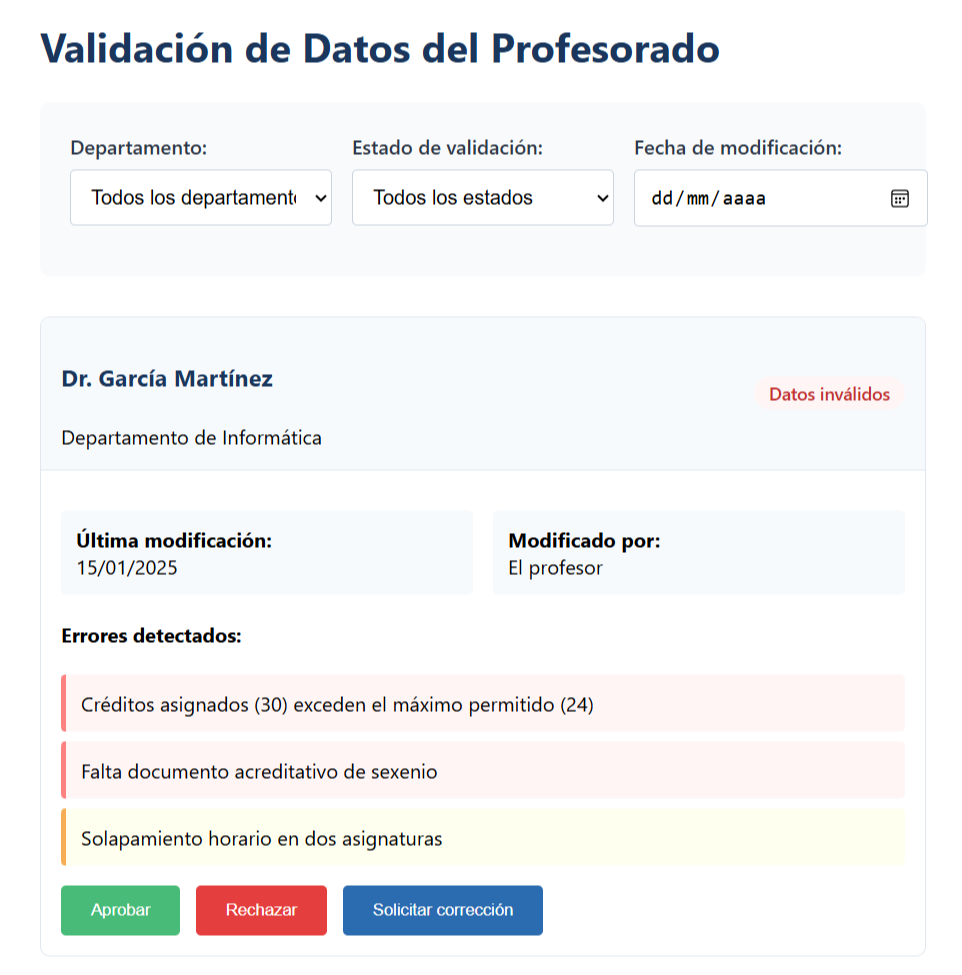 Validación de Datos del Profesorado
Departamento: Estado de validación: Fecha de modificación:
Todos los Todos los estados dd/mm/aaaa
Dr. García Martínez
Datos inválidos
Departamento de Informática
Última modificación: Modificado por:
15/01/2025 El profesor
Errores detectados:
Créditos asignados (30) exceden el máximo permitido (24)
Falta documento acreditativo de sexenio
Solapamiento horario en dos asignaturas
Aprobar Rechazar Solicitar corrección